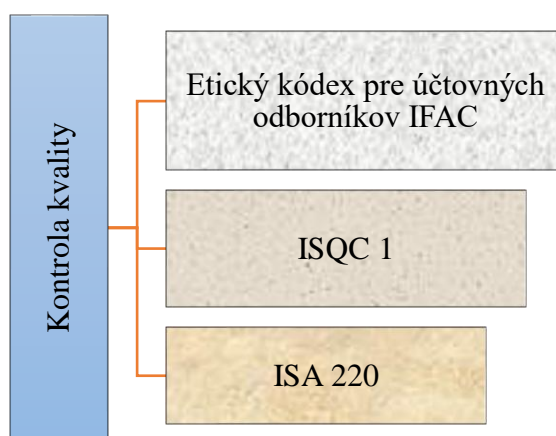 Kontrola kvality
Etický kódex pre účtovných
odborníkov IFAC
ISQC 1
ISA 220